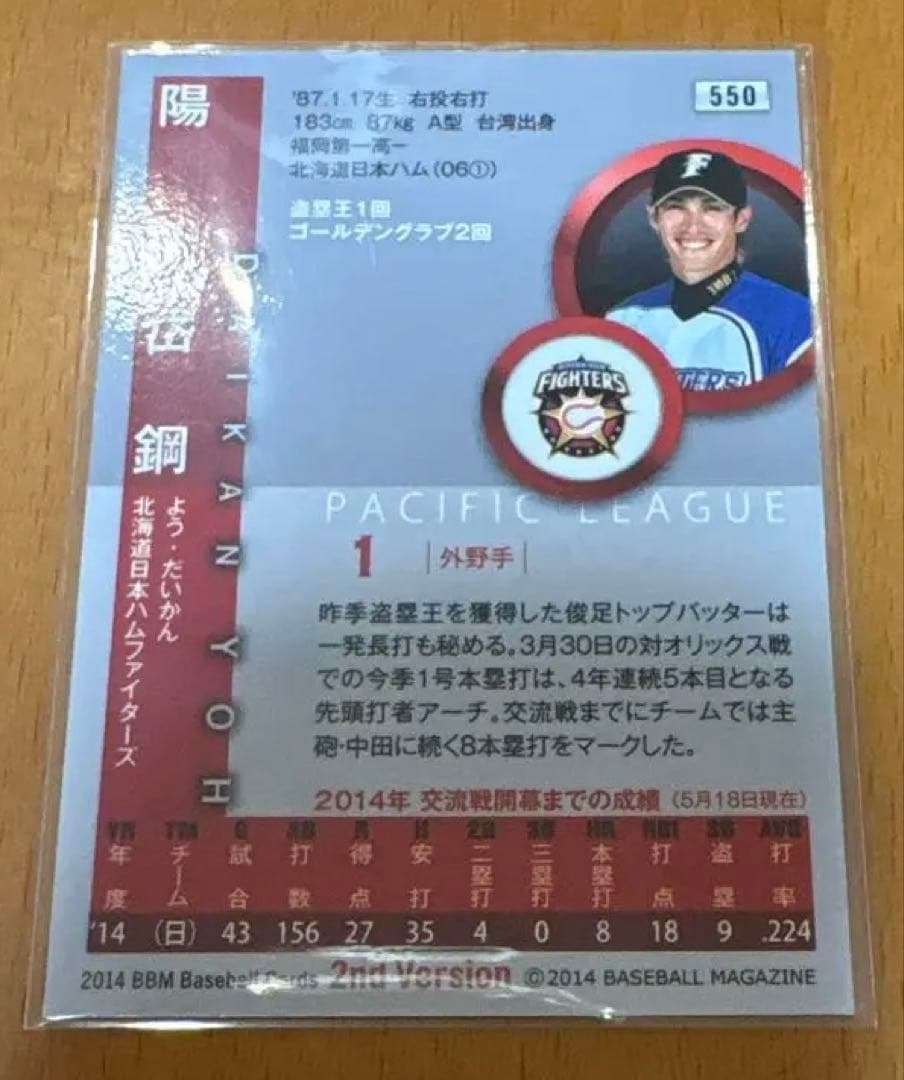 550
'87.1.17生 右投右打
183cm 87kg A型 台湾出身
福岡第一高ー
北海道日本ハム(06①)
盗塁王1回
ゴールデングラブ2回
陽 岱 鋼
DAIKAN YOH
よう・だいかん
北海道日本ハムファイターズ
F
FIGHTERS
PACIFIC LEAGUE
1 |外野手|
昨季盗塁王を獲得した俊足トップバッターは
一発長打も秘める。3月30日の対オリックス戦
での今季1号本塁打は、4年連続5本目となる
先頭打者アーチ。交流戦までにチームでは主
砲・中田に続く8本塁打をマークした。
2014年 交流戦開幕までの成績(5月18日現在)
YR TM G AB R H 2B 3B HR RBI SB AVG
年度 チーム 試合 打数 得点 安打 二塁打 三塁打 本塁打 打点 盗塁 打率
'14 (日) 43 156 27 35 4 0 8 18 9 .224
2014 BBM Baseball Cards 2nd Version ©2014 BASEBALL MAGAZINE